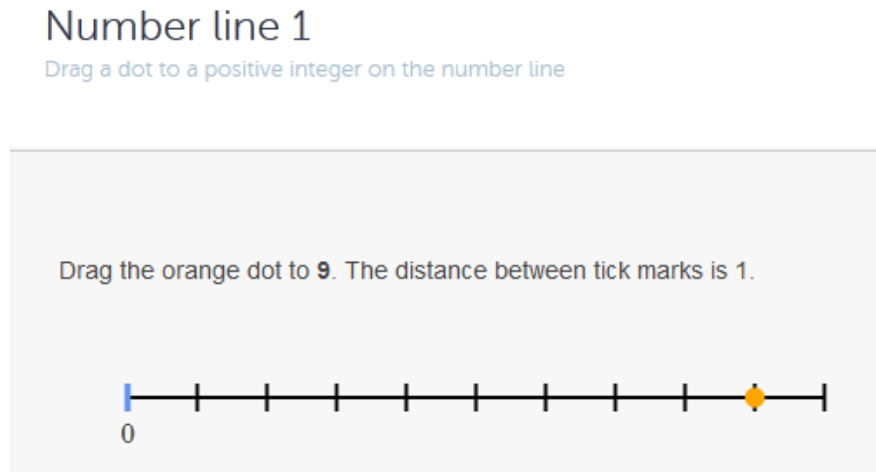 Number line 1
Drag a dot to a positive integer on the number line
Drag the orange dot to 9. The distance between tick marks is 1.
0